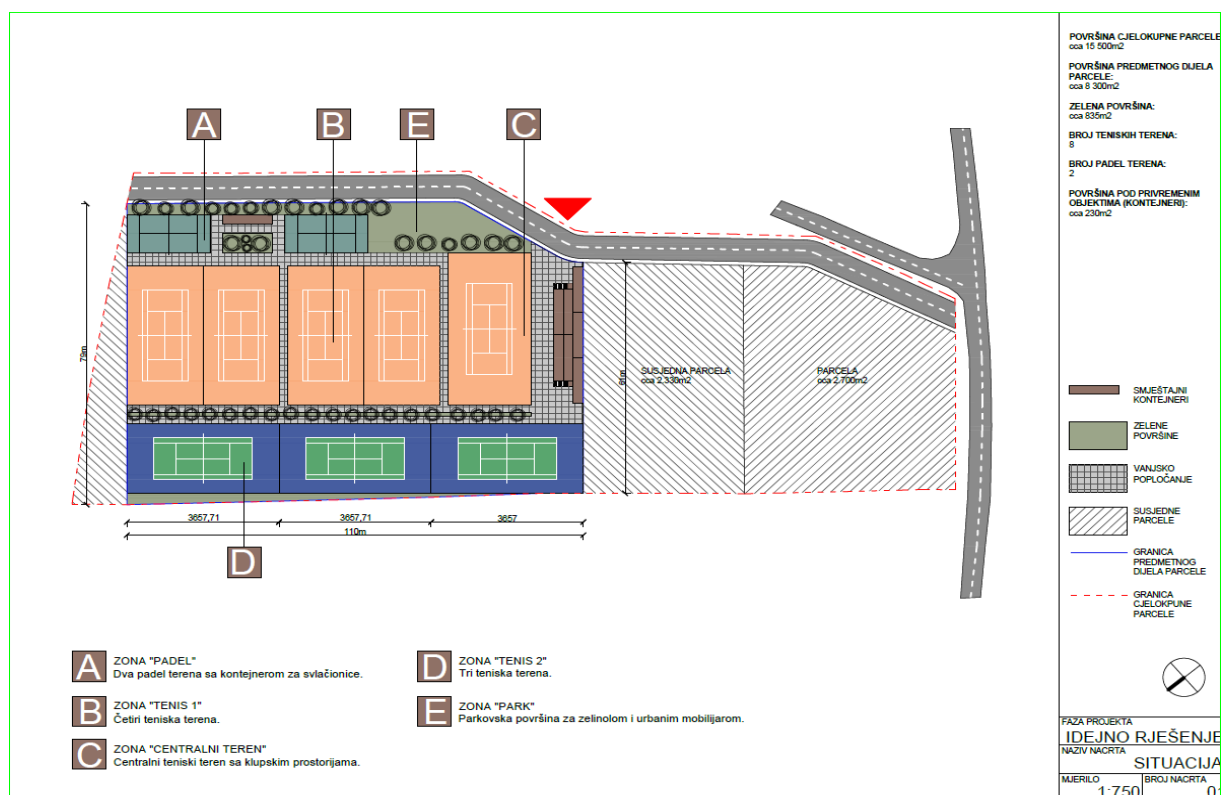 POVRŠINA CJELOKUPNE PARCELE
cca 15 500m2
POVRŠINA PREDMETNOG DIJELA
PARCELE:
cca 8 300m2
ZELENA POVRŠINA:
cca 835m2
BROJ TENISKIH TERENA:
8
BROJ PADEL TERENA:
2
POVRŠINA POD PRIVREMENIM
OBJEKTIMA (KONTEJNERI):
cca 230m2
A
B
E
C
79m
61m
SUSJEDNA PARCELA
cca 2.330m2
PARCELA
cca 2.700m2
3657,71
3657,71
3657
110m
D
SMJEŠTAJNI
KONTEJNERI
ZELENE
POVRŠINE
VANJSKO
POPLOČANJE
SUSJEDNE
PARCELE
GRANICA
PREDMETNOG
DIJELA PARCELE
GRANICA
CJELOKPUNE
PARCELE
A
ZONA "PADEL"
Dva padel terena sa kontejnerom za svlačionice.
B
ZONA "TENIS 1"
Četiri teniska terena.
C
ZONA "CENTRALNI TEREN"
Centralni teniski teren sa klupskim prostorijama.
D
ZONA "TENIS 2"
Tri teniska terena.
E
ZONA "PARK"
Parkovska površina za zelinolom i urbanim mobilijarom.
FAZA PROJEKTA
IDEJNO RJEŠENJE
NAZIV NACRTA
SITUACIJA
MJERILO
1:750
BROJ NACRTA
01